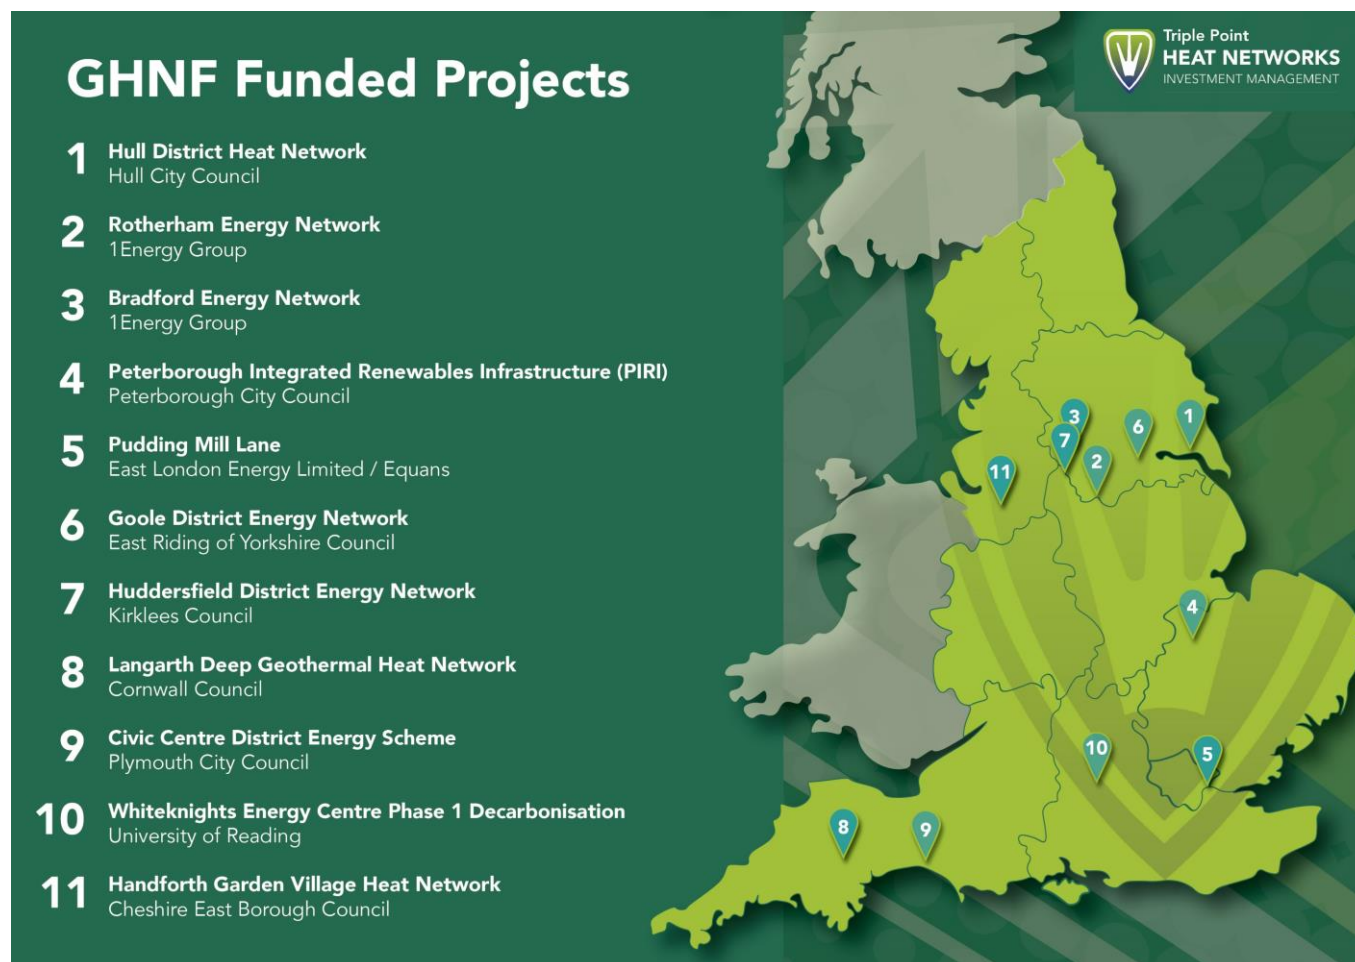 GHNF Funded Projects
Triple Point
HEAT NETWORKS
INVESTMENT MANAGEMENT
1 Hull District Heat Network
Hull City Council
2 Rotherham Energy Network
1Energy Group
3 Bradford Energy Network
1Energy Group
4 Peterborough Integrated Renewables Infrastructure (PIRI)
Peterborough City Council
5 Pudding Mill Lane
East London Energy Limited / Equans
6 Goole District Energy Network
East Riding of Yorkshire Council
7 Huddersfield District Energy Network
Kirklees Council
8 Langarth Deep Geothermal Heat Network
Cornwall Council
9 Civic Centre District Energy Scheme
Plymouth City Council
10 Whiteknights Energy Centre Phase 1 Decarbonisation
University of Reading
11 Handforth Garden Village Heat Network
Cheshire East Borough Council
3
1
6
7
2
11
4
10
5
8
9